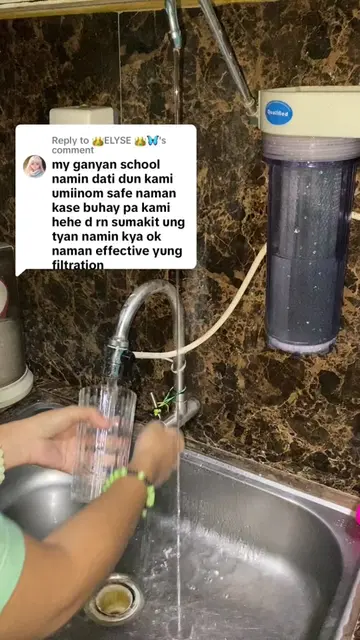 Reply to 👑ELYSE 👑🦋's
comment
my ganyan school
namin dati dun kami
umiinom safe naman
kase buhay pa kami
hehe d rn sumakit ung
tyan namin kya ok
naman effective yung
filtration